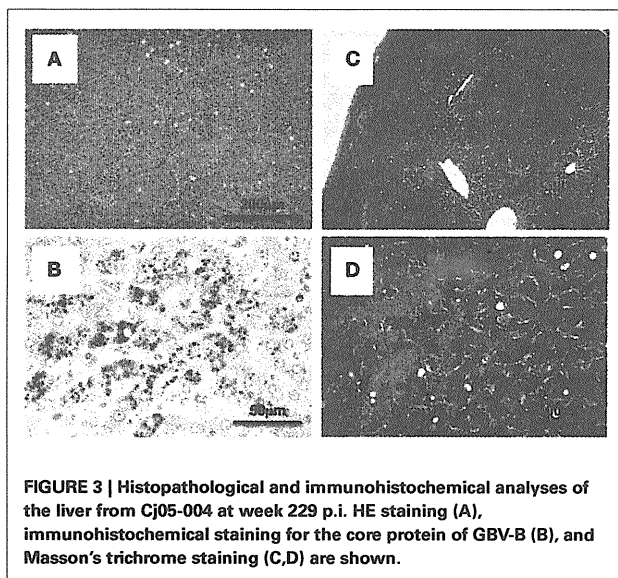 A
C
B
D
50μm
FIGURE 3 | Histopathological and immunohistochemical analyses of
the liver from Cj05-004 at week 229 p.i. HE staining (A),
immunohistochemical staining for the core protein of GBV-B (B), and
Masson's trichrome staining (C,D) are shown.